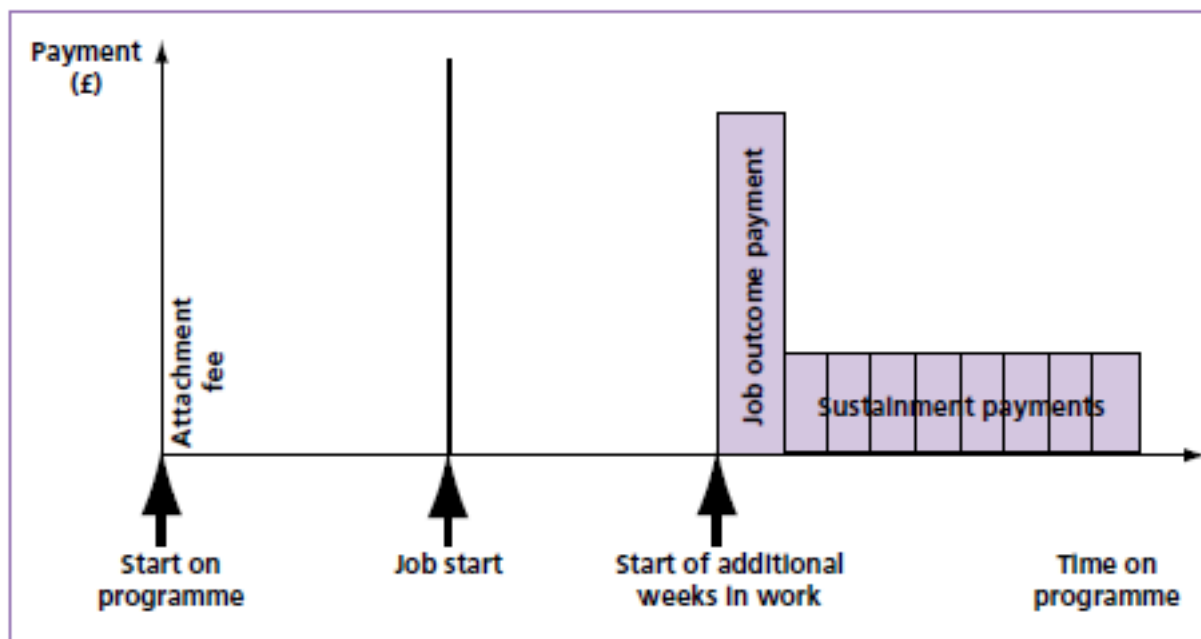 Payment
(£)
Attachment
fee
Job outcome payment
Sustainment payments
Start on
programme
Job start
Start of additional
weeks in work
Time on
programme